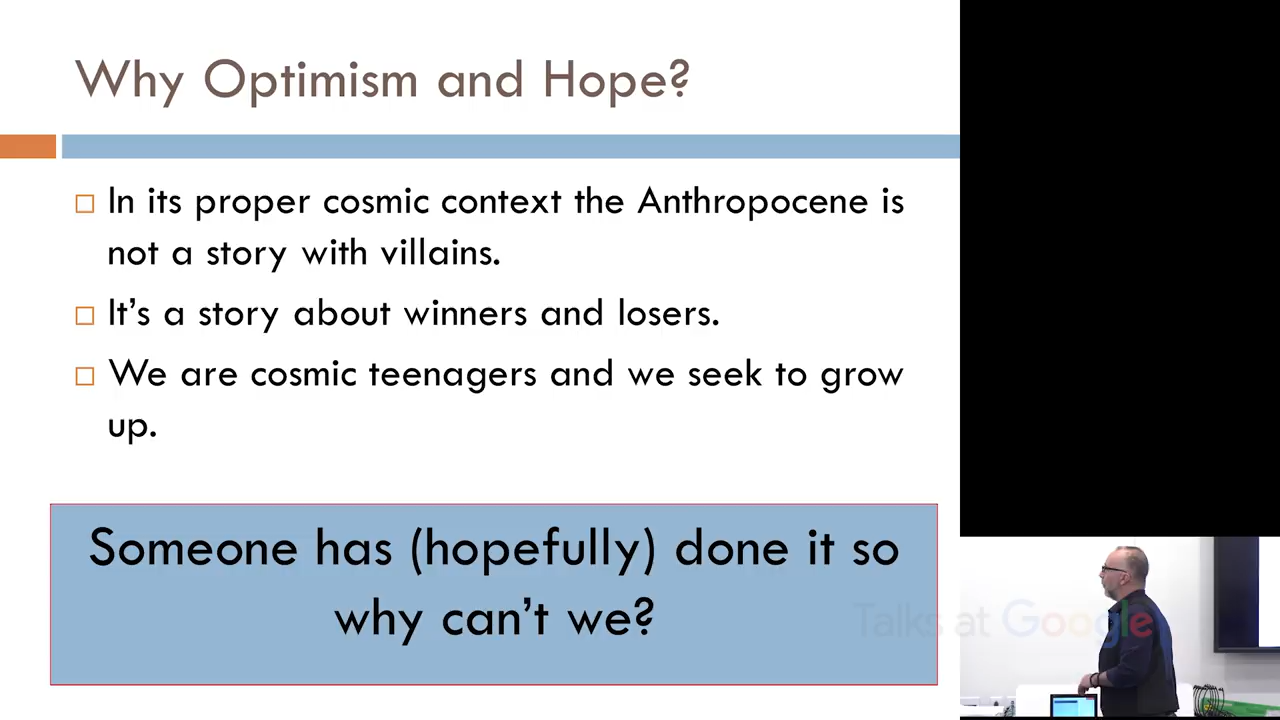 Why Optimism and Hope?
In its proper cosmic context the Anthropocene is
not a story with villains.
It's a story about winners and losers.
We are cosmic teenagers and we seek to grow
up.
Someone has (hopefully) done it so
why can't we?
Talks at Google